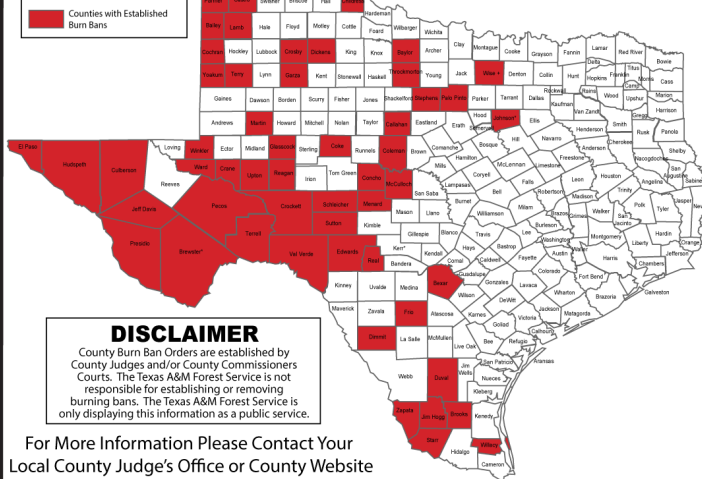 Swisher Briscoe Hall
Counties with Established
Burn Bans
Hardeman
Bailey Lamb Hale Floyd Motley Cottle Foard Wilbarger Wichita
Cochran Hockley Lubbock Crosby Dickens King Knox Baylor Archer Clay Montague Cooke Grayson Fannin Lamar Red River Bowie
Delta Titus
Yoakum Terry Lynn Garza Kent Stonewall Haskell Throckmorton Young Jack Wise + Denton Collin Hunt Hopkins Franklin Morris Cass
Camp
Gaines Dawson Borden Scurry Fisher Jones Shackelford Stephens Palo Pinto Parker Tarrant Dallas Rockwall Kaufman Rains Wood Upshur Marion
Van Zandt Gregg Harrison
Andrews Martin Howard Mitchell Nolan Taylor Callahan Eastland Erath Hood Somervell Johnson* Ellis Henderson Smith Rusk Panola
El Paso Hudspeth Culberson Loving Winkler Ector Midland Glasscock Sterling Coke Runnels Coleman Brown Comanche Bosque Hill Navarro Anderson Cherokee Shelby
Mills Hamilton McLennan Limestone Freestone Nacogdoches San Augustine Sabine
Reeves Ward Crane Upton Reagan Irion Tom Green Concho McCulloch San Saba Lampasas Coryell Bell Falls Robertson Leon Houston Trinity Angelina
Jeff Davis Pecos Crockett Schleicher Menard Mason Llano Burnet Williamson Milam Brazos Madison Walker San Jacinto Polk Tyler Jasper
Sutton Kimble Gillespie Blanco Travis Lee Burleson Grimes Montgomery Liberty Hardin Orange
Presidio Brewster* Terrell Val Verde Edwards Real Kerr* Kendall Hays Bastrop Washington Austin Waller Harris Jefferson
Bandera Comal Caldwell Fayette Chambers
Kinney Uvalde Medina Bexar Guadalupe Gonzales Colorado Fort Bend Galveston
Wilson Lavaca Wharton Brazoria
Maverick Zavala Frio Atascosa Karnes DeWitt Jackson Matagorda
Victoria
Goliad Calhoun
Dimmit La Salle McMullen Live Oak Bee Refugio
Aransas
San Patricio
Webb Duval Jim Wells Nueces
Kleberg
Zapata Jim Hogg Brooks Kenedy
Starr Hidalgo Willacy
Cameron
DISCLAIMER
County Burn Ban Orders are established by
County Judges and/or County Commissioners
Courts. The Texas A&M Forest Service is not
responsible for establishing or removing
burning bans. The Texas A&M Forest Service is
only displaying this information as a public service.
For More Information Please Contact Your
Local County Judge's Office or County Website